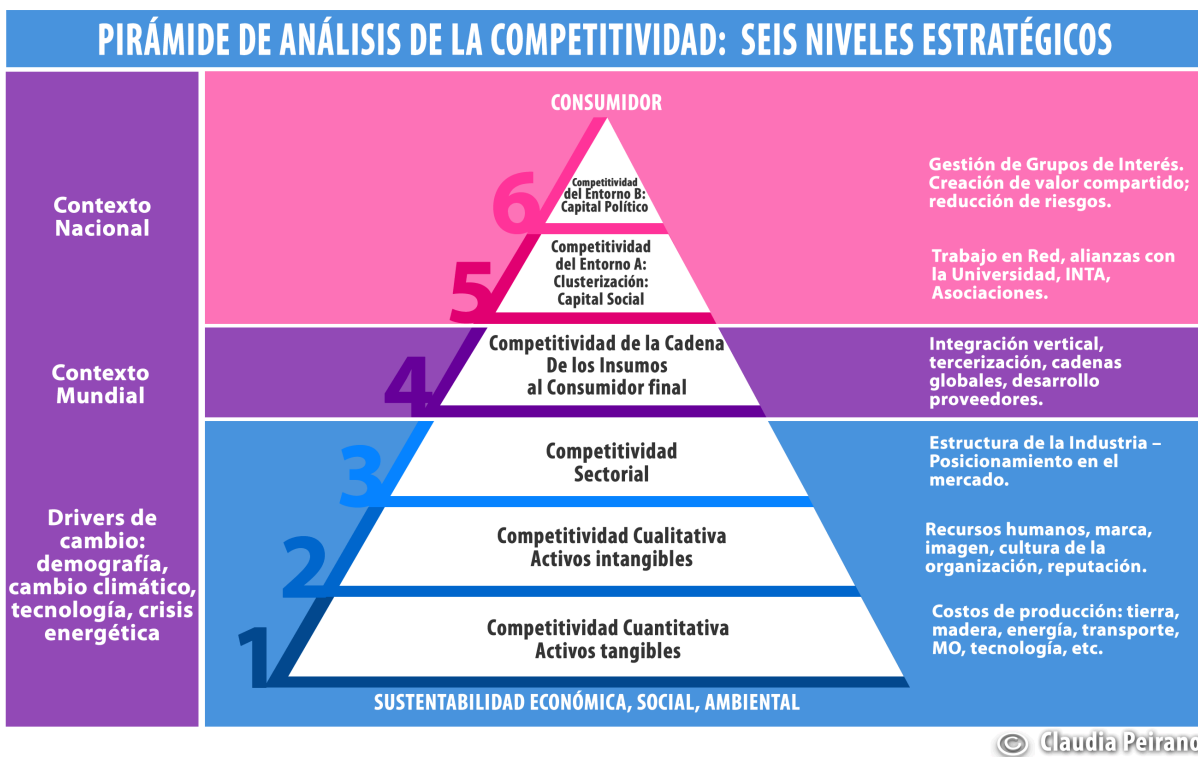 PIRÁMIDE DE ANÁLISIS DE LA COMPETITIVIDAD: SEIS NIVELES ESTRATÉGICOS
CONSUMIDOR
Contexto
Nacional
6
Competitividad
del Entorno B:
Capital Político
Gestión de Grupos de Interés.
Creación de valor compartido;
reducción de riesgos.
5
Competitividad
del Entorno A:
Clusterización:
Capital Social
Trabajo en Red, alianzas con
la Universidad, INTA,
Asociaciones.
Contexto
Mundial
4
Competitividad de la Cadena
De los Insumos
al Consumidor final
Integración vertical,
tercerización, cadenas
globales, desarrollo
proveedores.
Drivers de
cambio:
demografía,
cambio climático,
tecnología, crisis
energética
3
Competitividad
Sectorial
Estructura de la Industria –
Posicionamiento en el
mercado.
2
Competitividad Cualitativa
Activos intangibles
Recursos humanos, marca,
imagen, cultura de la
organización, reputación.
1
Competitividad Cuantitativa
Activos tangibles
Costos de producción: tierra,
madera, energía, transporte,
MO, tecnología, etc.
SUSTENTABILIDAD ECONÓMICA, SOCIAL, AMBIENTAL
© Claudia Peirano